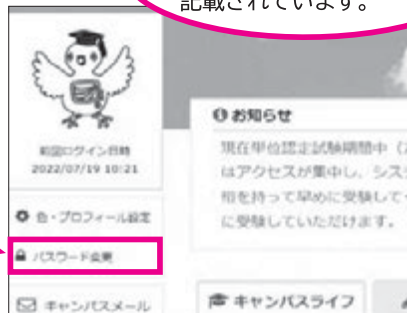 記載されています。
前回ログイン日時
2022/07/19 10:21
色・プロフィール設定
パスワード変更
キャンパスメール
お知らせ
現在単位認定試験期間中（
はアクセスが集中し、シス
裕を持って早めに受験して
に受験していただけます。
キャンパスライフ